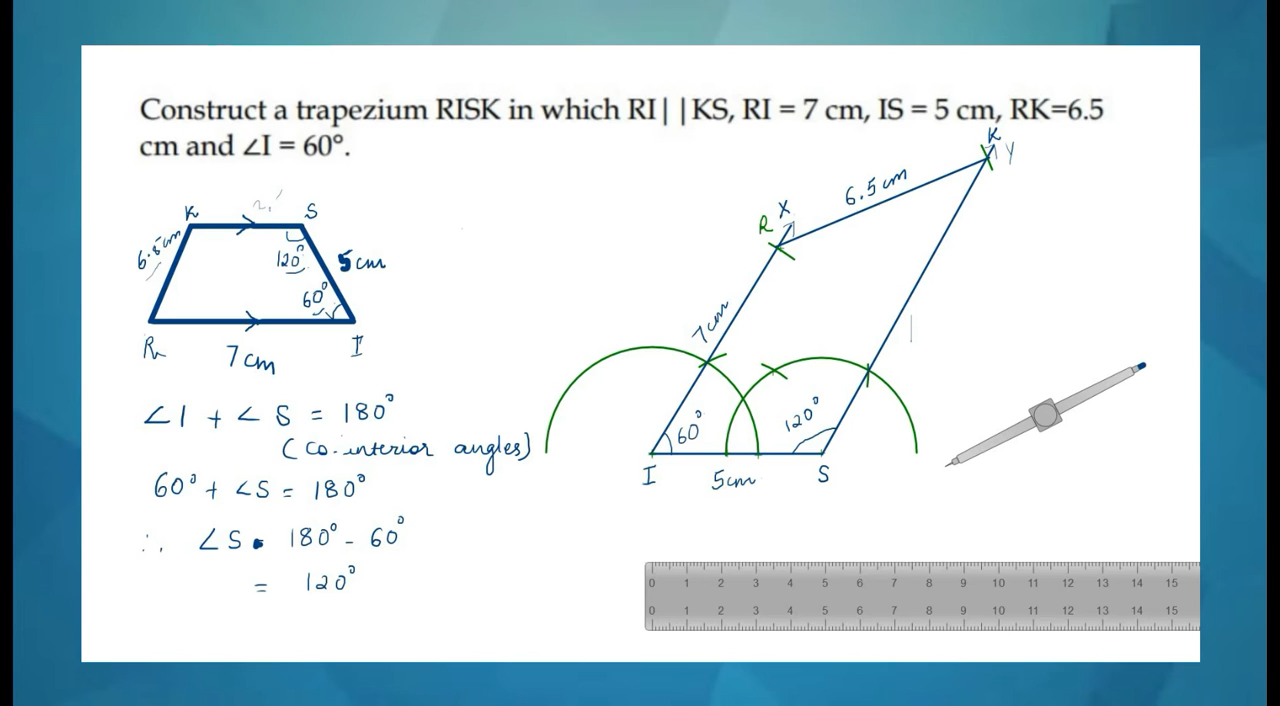 Construct a trapezium RISK in which RI||KS, RI = 7 cm, IS = 5 cm, RK=6.5
cm and ∠I = 60°.
K
S
6.5cm
120°
5cm
60°
R
7cm
I
∠I + ∠S = 180°
(co-interior angles)
60° + ∠S = 180°
∴ ∠S = 180° - 60°
= 120°
K
Y
6.5cm
R
X
7cm
60°
120°
I
5cm
S
0 1 2 3 4 5 6 7 8 9 10 11 12 13 14 15
0 1 2 3 4 5 6 7 8 9 10 11 12 13 14 15